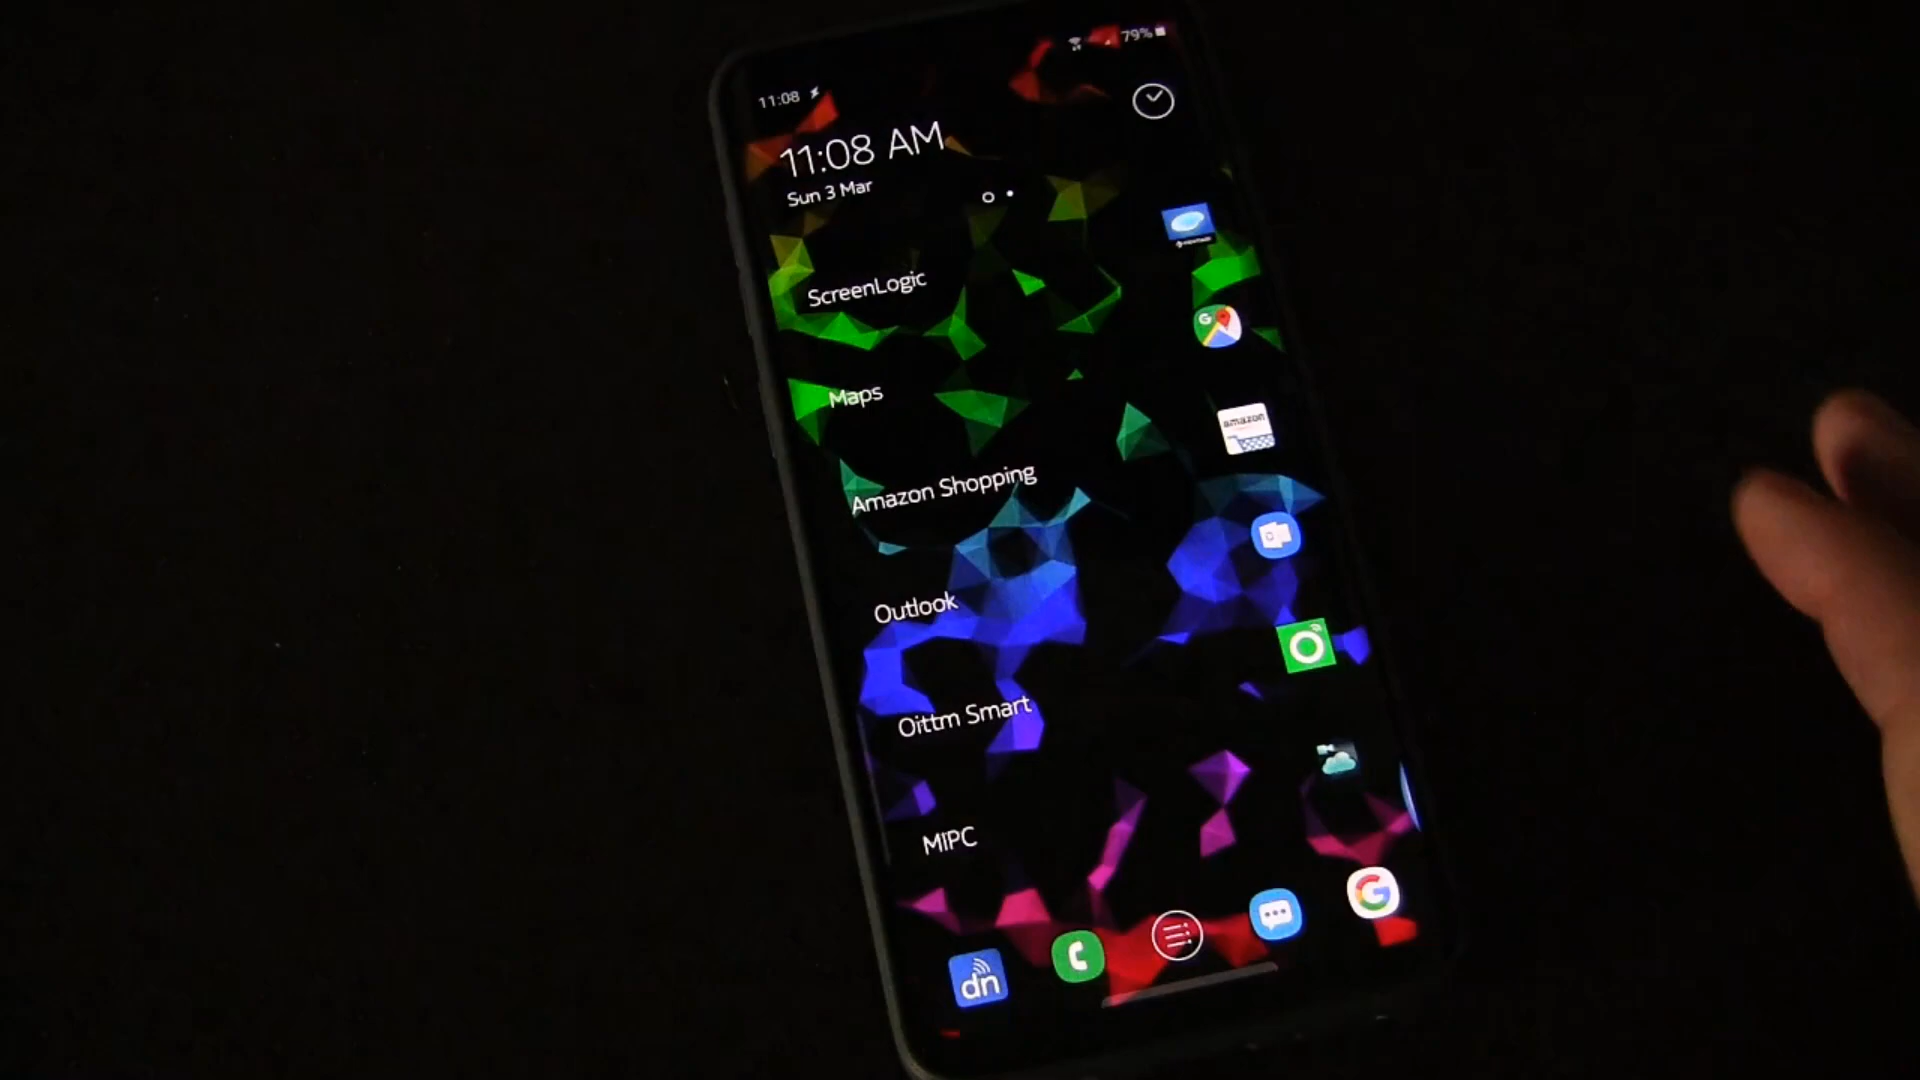 79%
11:08
11:08 AM
Sun 3 Mar
ScreenLogic
Maps
amazon
Amazon Shopping
Outlook
Oittm Smart
MIPC
G
dn